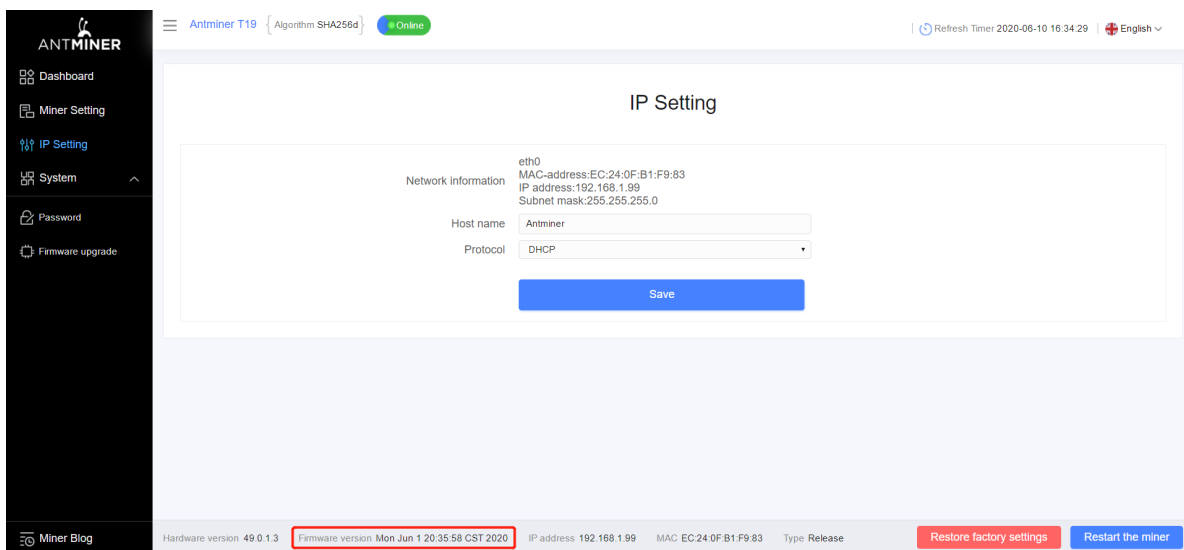 ANTMINER
Antminer T19 { Algorithm SHA256d } Online
Refresh Timer 2020-06-10 16:34:29 English
Dashboard
Miner Setting
IP Setting
System
Password
Firmware upgrade
Miner Blog
IP Setting
Network information
eth0
MAC-address:EC:24:0F:B1:F9:83
IP address:192.168.1.99
Subnet mask:255.255.255.0
Host name Antminer
Protocol DHCP
Save
Hardware version 49.0.1.3 Firmware version Mon Jun 1 20:35:58 CST 2020 IP address 192.168.1.99 MAC EC:24:0F:B1:F9:83 Type Release Restore factory settings Restart the miner